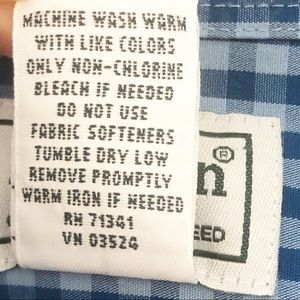 MACHINE WASH WARM
WITH LIKE COLORS
ONLY NON-CHLORINE
BLEACH IF NEEDED
DO NOT USE
FABRIC SOFTENERS
TUMBLE DRY LOW
REMOVE PROMPTLY
WARM IRON IF NEEDED
RN 71341
VN 03524
n®
EED